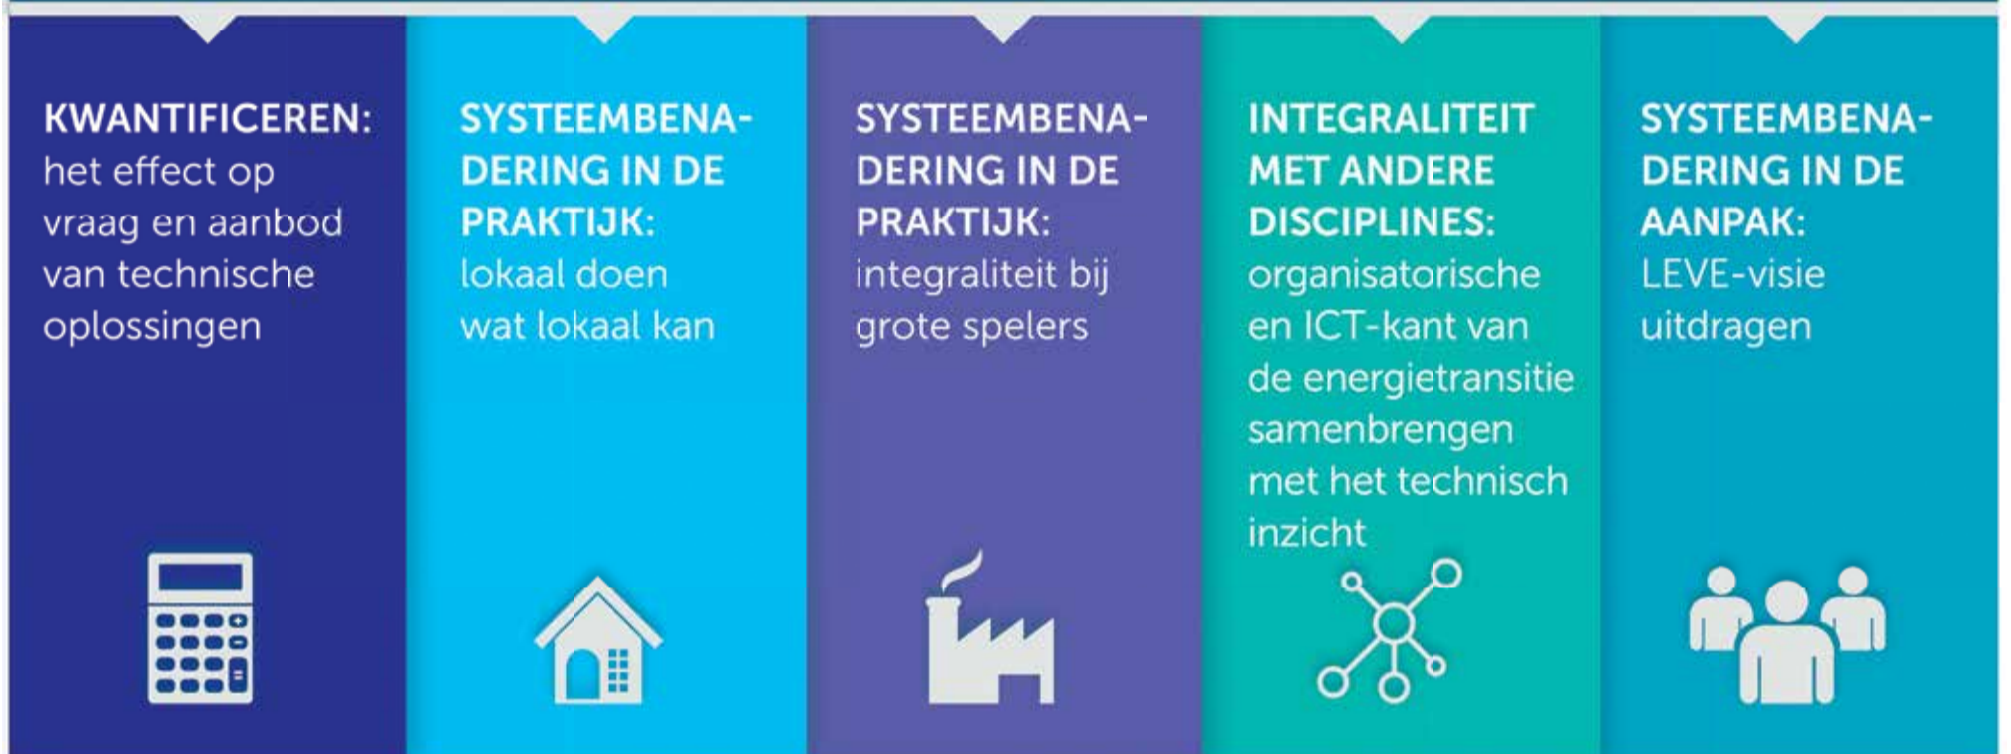 KWANTIFICEREN:
het effect op
vraag en aanbod
van technische
oplossingen
SYSTEEMBENA-
DERING IN DE
PRAKTIJK:
lokaal doen
wat lokaal kan
SYSTEEMBENA-
DERING IN DE
PRAKTIJK:
integraliteit bij
grote spelers
INTEGRALITEIT
MET ANDERE
DISCIPLINES:
organisatorische
en ICT-kant van
de energietransitie
samenbrengen
met het technisch
inzicht
SYSTEEMBENA-
DERING IN DE
AANPAK:
LEVE-visie
uitdragen